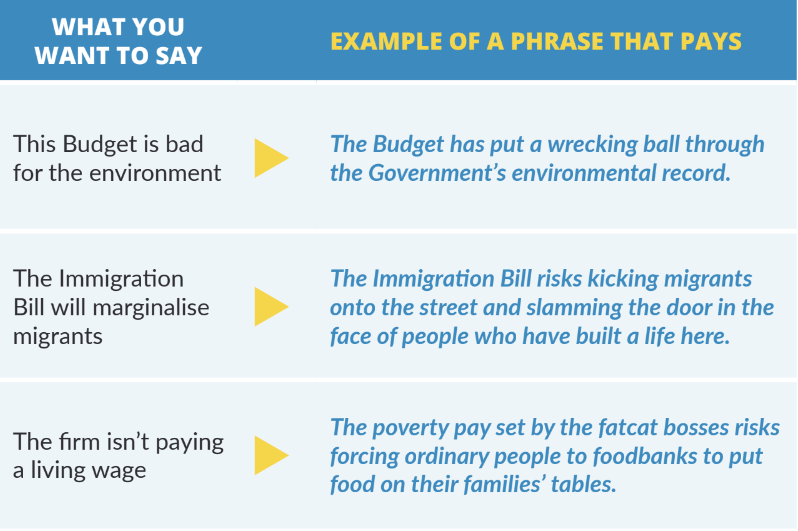 WHAT YOU
WANT TO SAY
EXAMPLE OF A PHRASE THAT PAYS
This Budget is bad
for the environment
The Budget has put a wrecking ball through
the Government’s environmental record.
The Immigration
Bill will marginalise
migrants
The Immigration Bill risks kicking migrants
onto the street and slamming the door in the
face of people who have built a life here.
The firm isn’t paying
a living wage
The poverty pay set by the fatcat bosses risks
forcing ordinary people to foodbanks to put
food on their families’ tables.